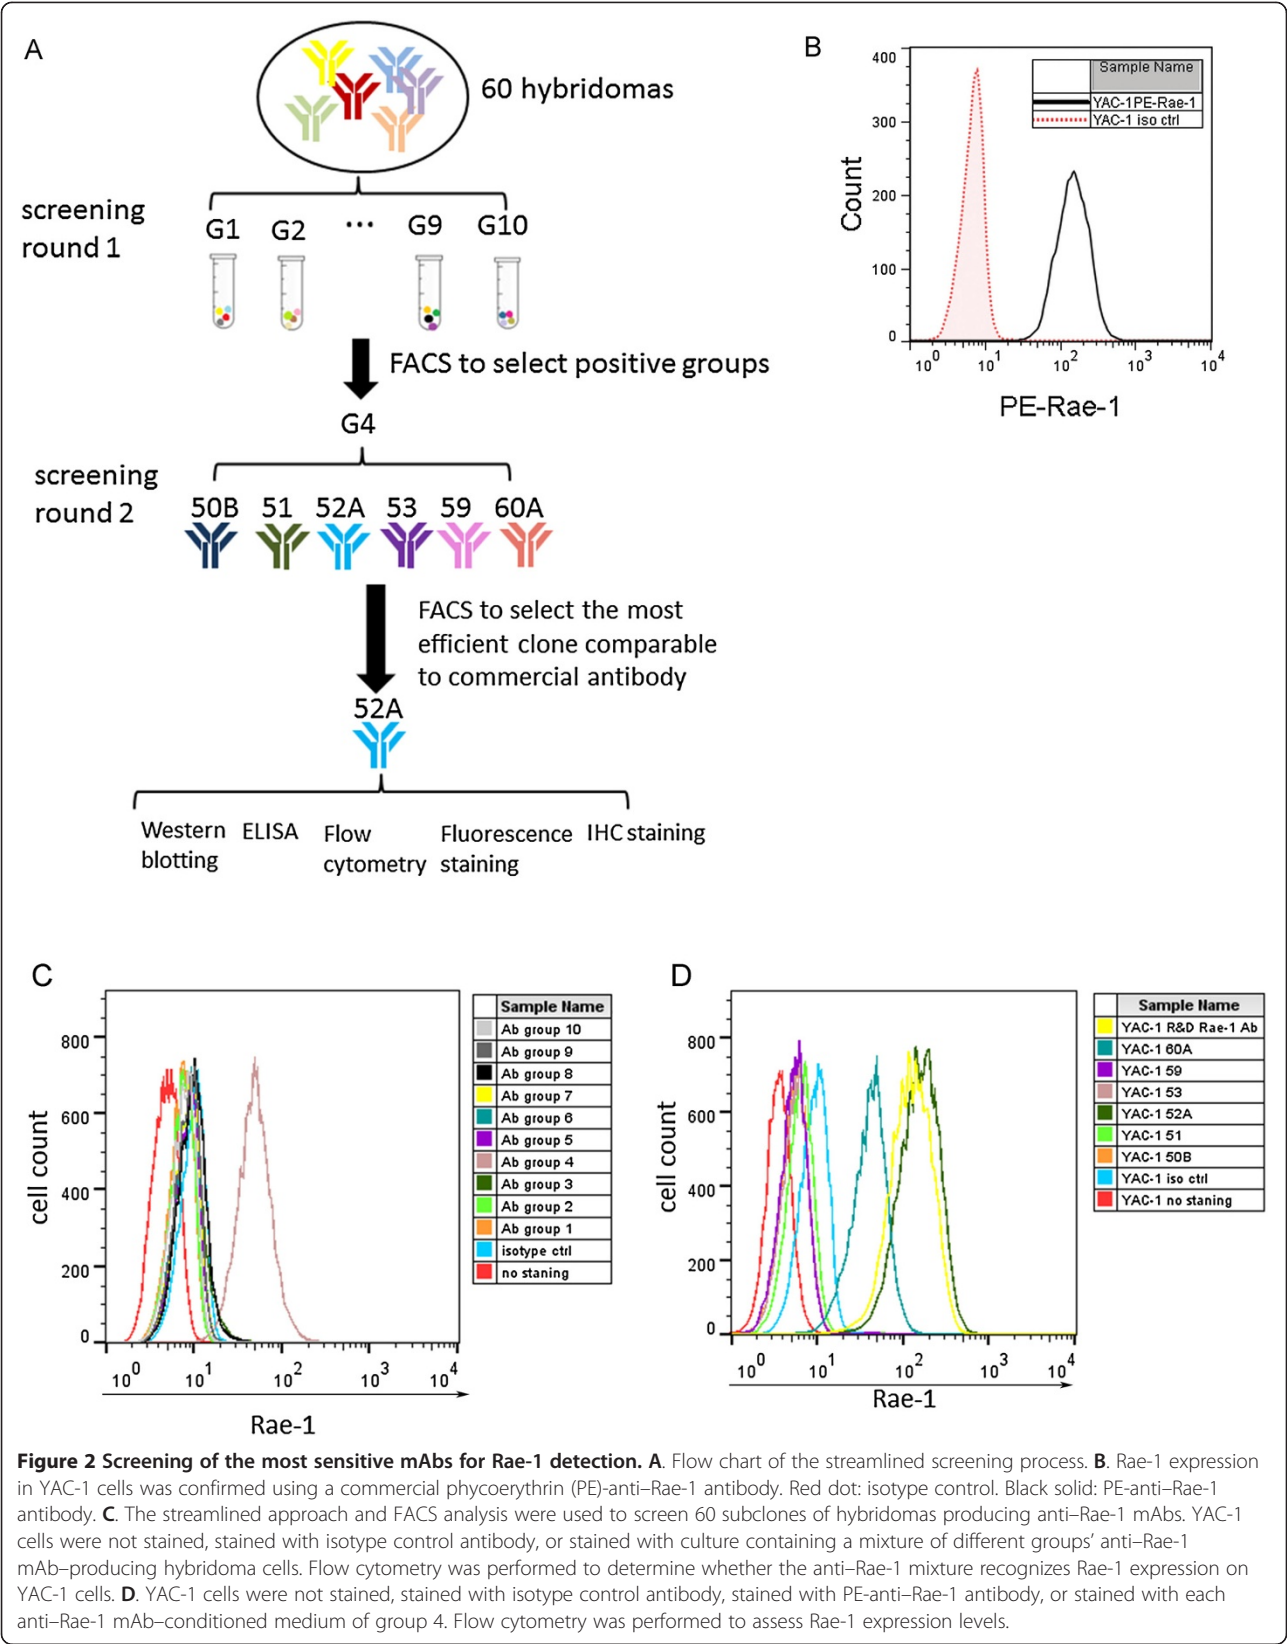 A
60 hybridomas
screening
round 1
G1
G2
...
G9
G10
FACS to select positive groups
G4
screening
round 2
50B
51
52A
53
59
60A
FACS to select the most
efficient clone comparable
to commercial antibody
52A
Western
blotting
ELISA
Flow
cytometry
Fluorescence
staining
IHC staining
B
400
300
200
100
0
Count
Sample Name
YAC-1PE-Rae-1
YAC-1 iso ctrl
10^0
10^1
10^2
10^3
10^4
PE-Rae-1
C
800
600
400
200
0
cell count
10^0
10^1
10^2
10^3
10^4
Rae-1
Sample Name
Ab group 10
Ab group 9
Ab group 8
Ab group 7
Ab group 6
Ab group 5
Ab group 4
Ab group 3
Ab group 2
Ab group 1
isotype ctrl
no staning
D
800
600
400
200
0
cell count
10^0
10^1
10^2
10^3
10^4
Rae-1
Sample Name
YAC-1 R&D Rae-1 Ab
YAC-1 60A
YAC-1 59
YAC-1 53
YAC-1 52A
YAC-1 51
YAC-1 50B
YAC-1 iso ctrl
YAC-1 no staning
Figure 2 Screening of the most sensitive mAbs for Rae-1 detection. A. Flow chart of the streamlined screening process. B. Rae-1 expression
in YAC-1 cells was confirmed using a commercial phycoerythrin (PE)-anti–Rae-1 antibody. Red dot: isotype control. Black solid: PE-anti–Rae-1
antibody. C. The streamlined approach and FACS analysis were used to screen 60 subclones of hybridomas producing anti–Rae-1 mAbs. YAC-1
cells were not stained, stained with isotype control antibody, or stained with culture containing a mixture of different groups’ anti–Rae-1
mAb–producing hybridoma cells. Flow cytometry was performed to determine whether the anti–Rae-1 mixture recognizes Rae-1 expression on
YAC-1 cells. D. YAC-1 cells were not stained, stained with isotype control antibody, stained with PE-anti–Rae-1 antibody, or stained with each
anti–Rae-1 mAb–conditioned medium of group 4. Flow cytometry was performed to assess Rae-1 expression levels.